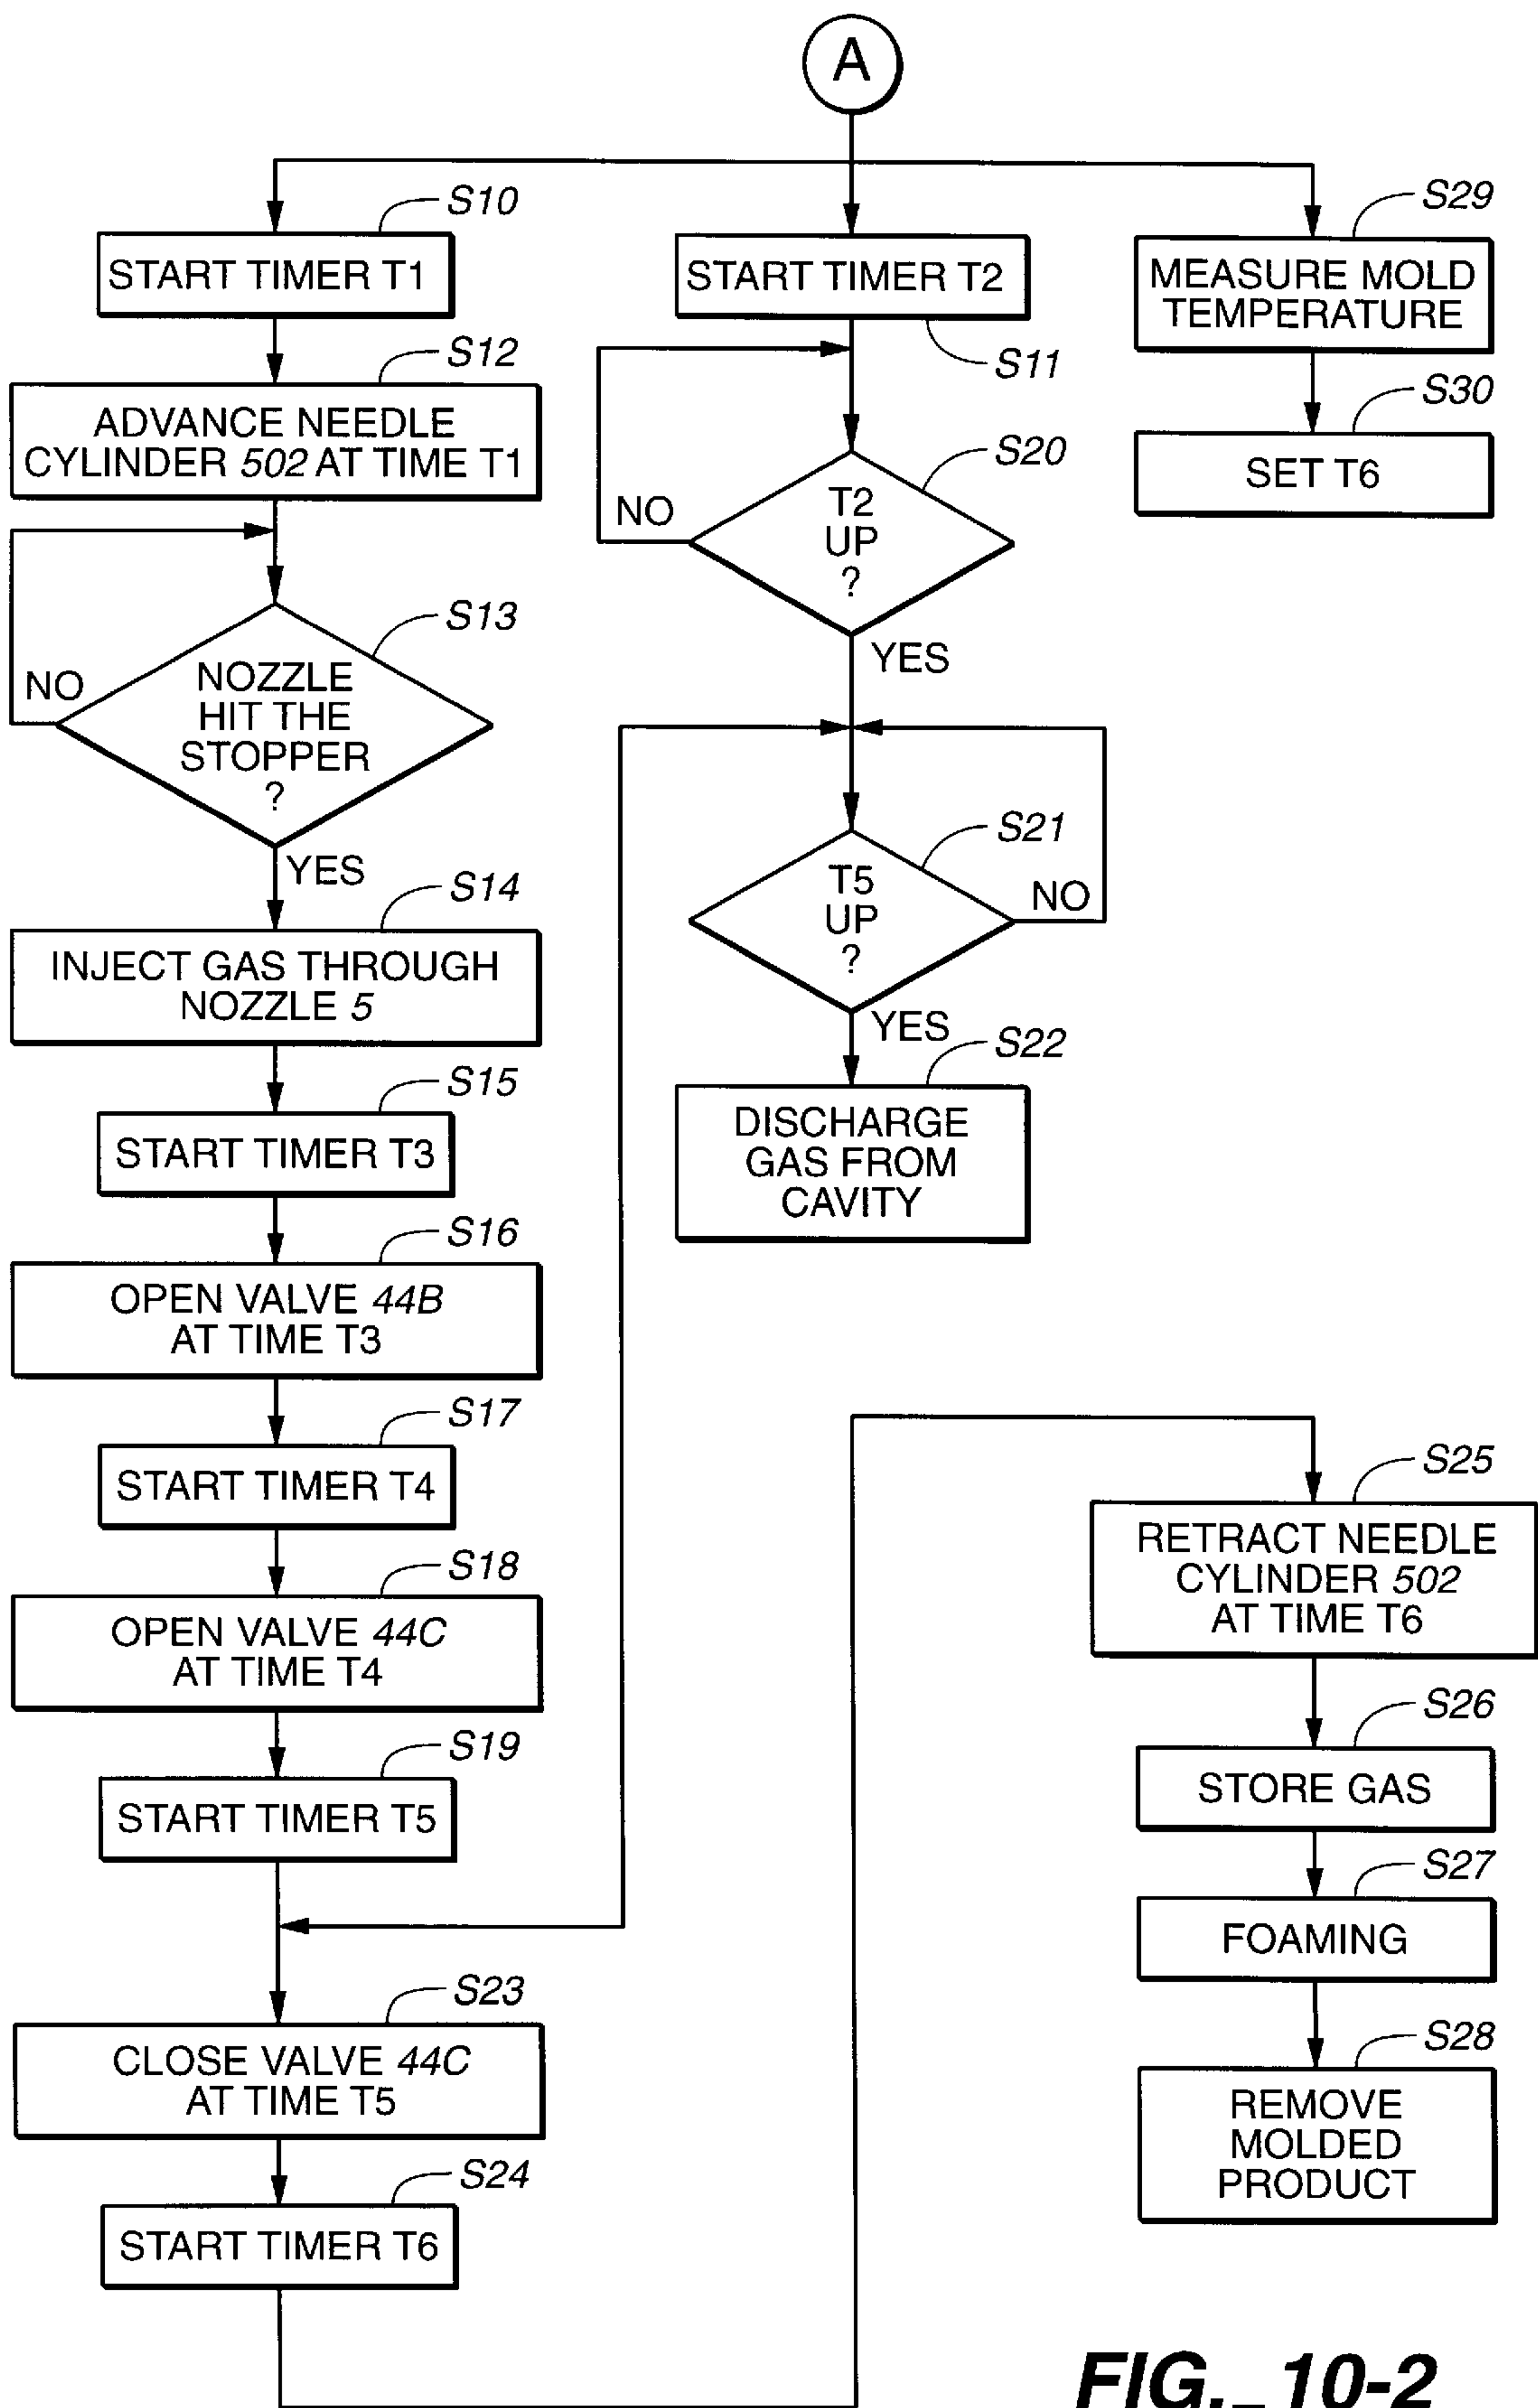 A
S10
START TIMER T1
S12
ADVANCE NEEDLE
CYLINDER 502 AT TIME T1
S13
NOZZLE
HIT THE
STOPPER
?
NO
YES
S14
INJECT GAS THROUGH
NOZZLE 5
S15
START TIMER T3
S16
OPEN VALVE 44B
AT TIME T3
S17
START TIMER T4
S18
OPEN VALVE 44C
AT TIME T4
S19
START TIMER T5
S23
CLOSE VALVE 44C
AT TIME T5
S24
START TIMER T6
START TIMER T2
S11
S20
T2
UP
?
NO
YES
S21
T5
UP
?
NO
YES
S22
DISCHARGE
GAS FROM
CAVITY
S29
MEASURE MOLD
TEMPERATURE
S30
SET T6
S25
RETRACT NEEDLE
CYLINDER 502
AT TIME T6
S26
STORE GAS
S27
FOAMING
S28
REMOVE
MOLDED
PRODUCT
FIG._10-2